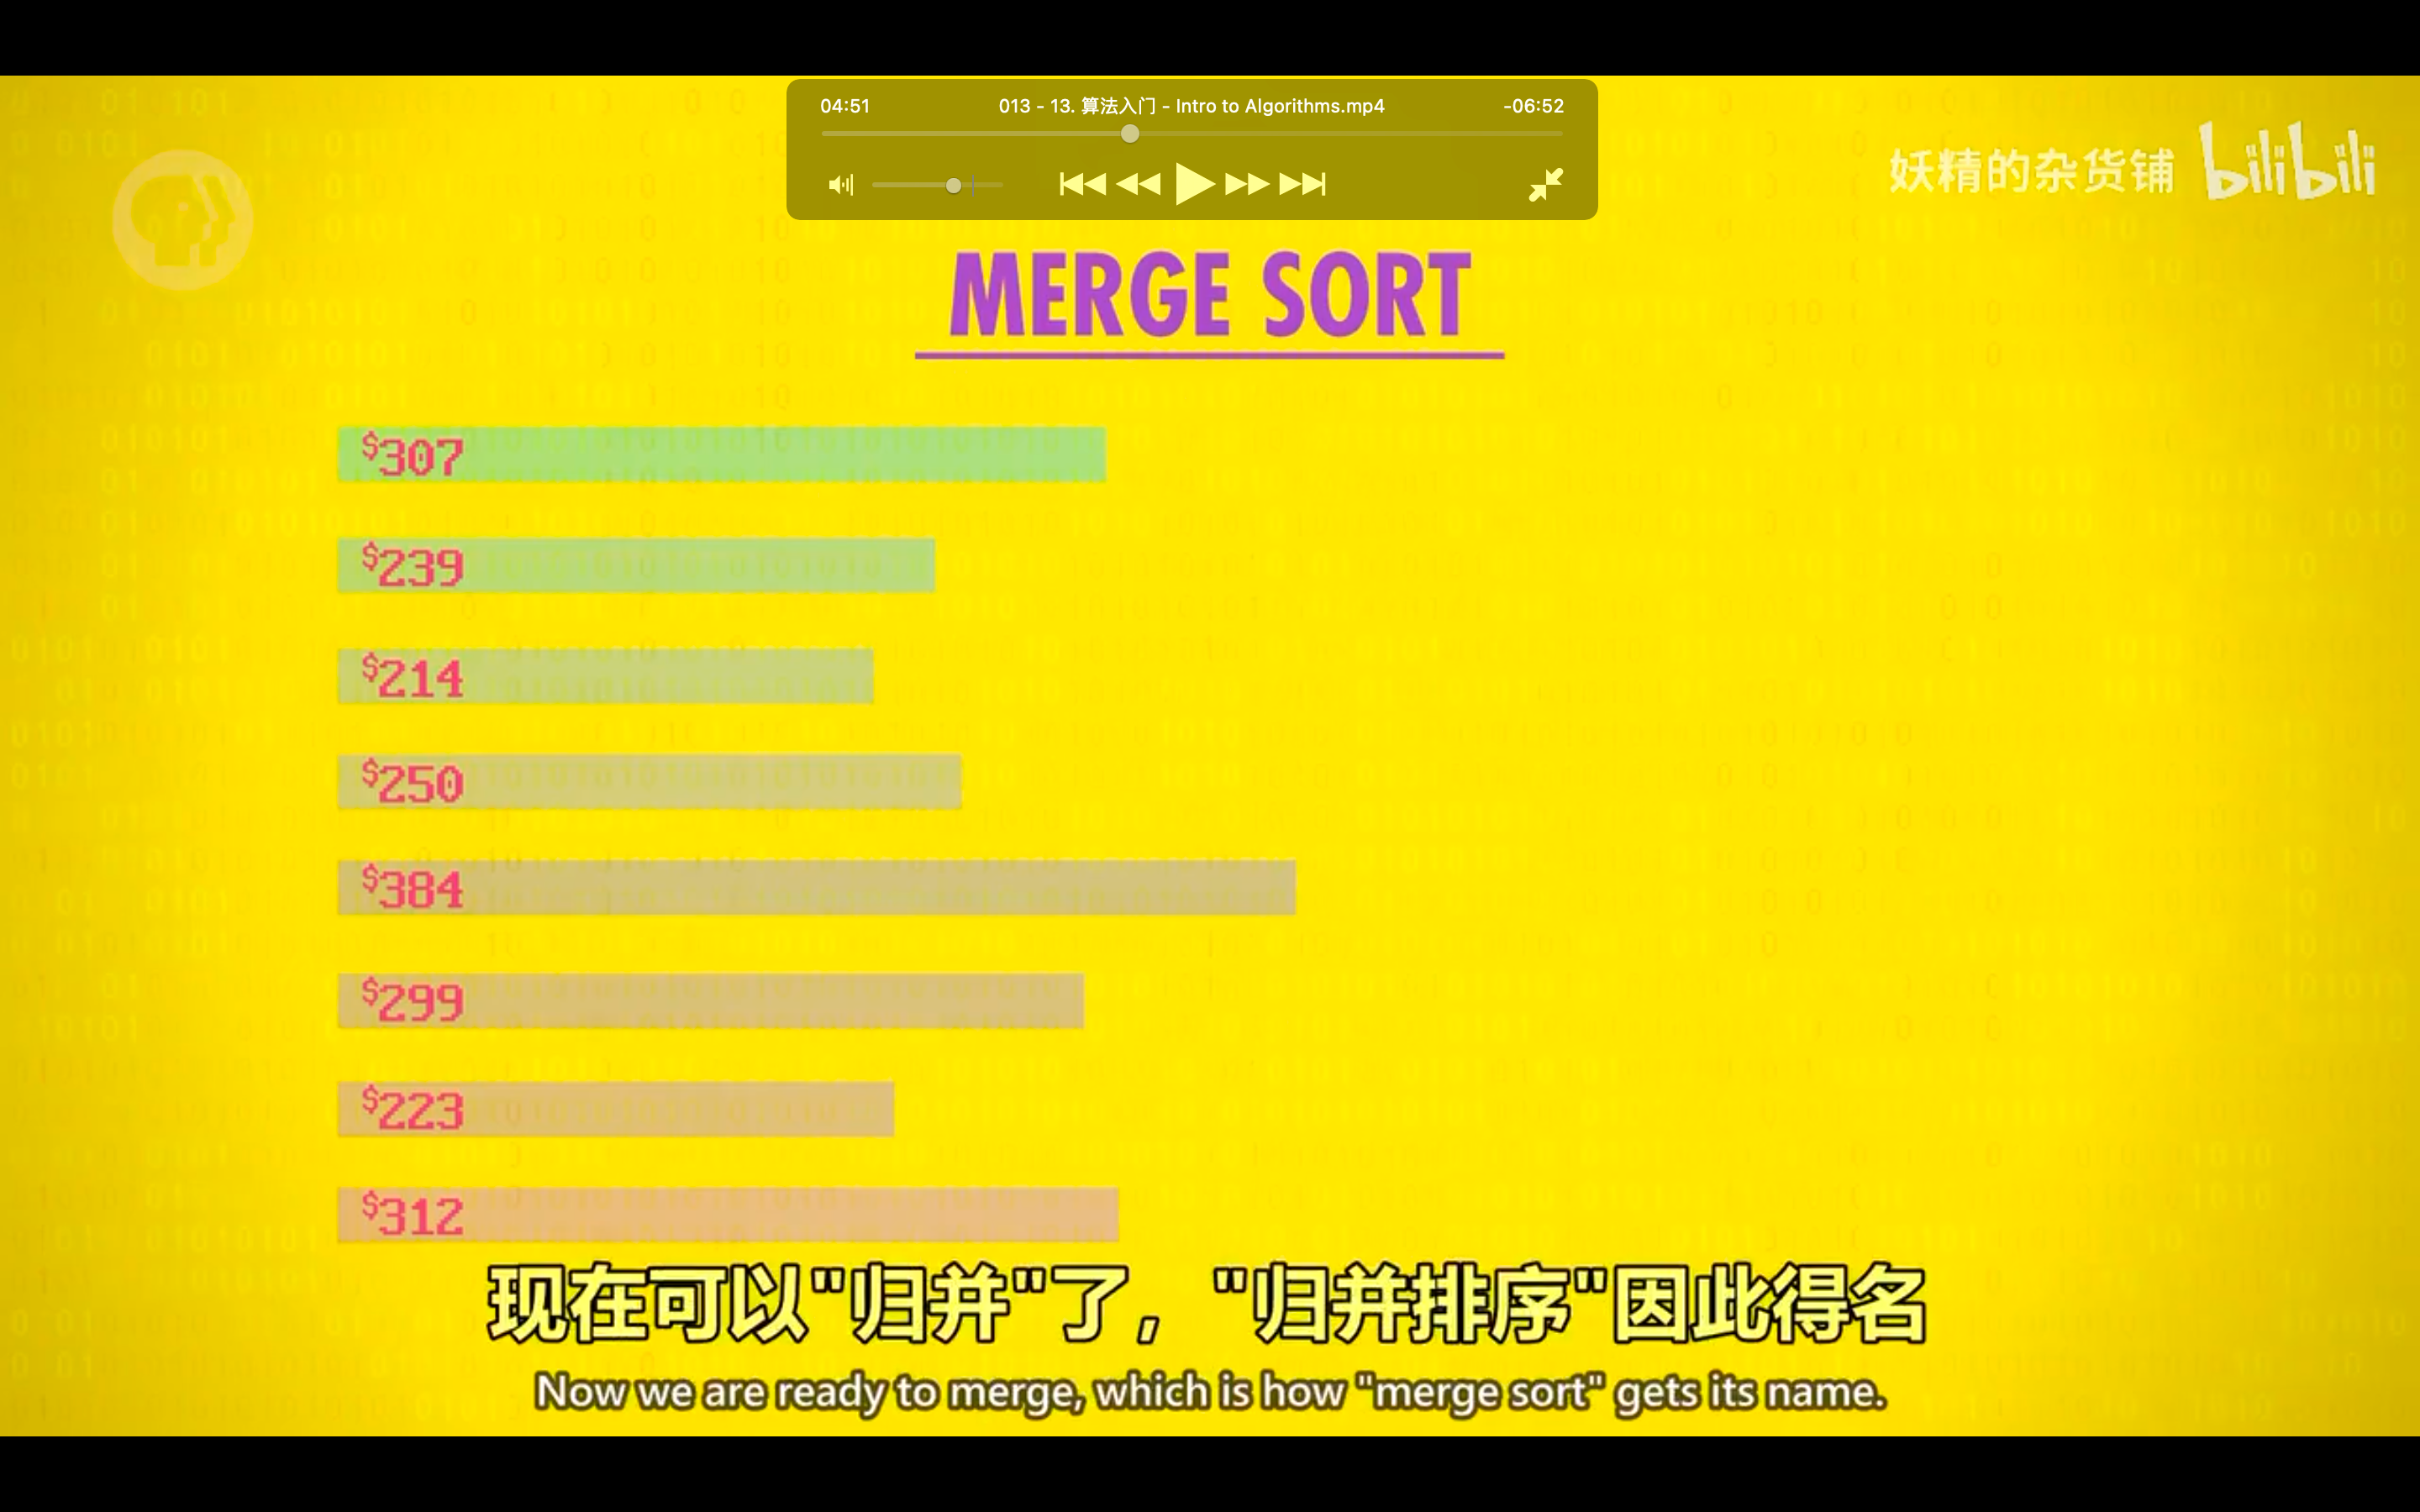 04:51 013 - 13. 算法入门 - Intro to Algorithms.mp4 -06:52
妖精的杂货铺 bilibili
MERGE SORT
$307
$239
$214
$250
$384
$299
$223
$312
现在可以"归并"了，"归并排序"因此得名
Now we are ready to merge, which is how "merge sort" gets its name.